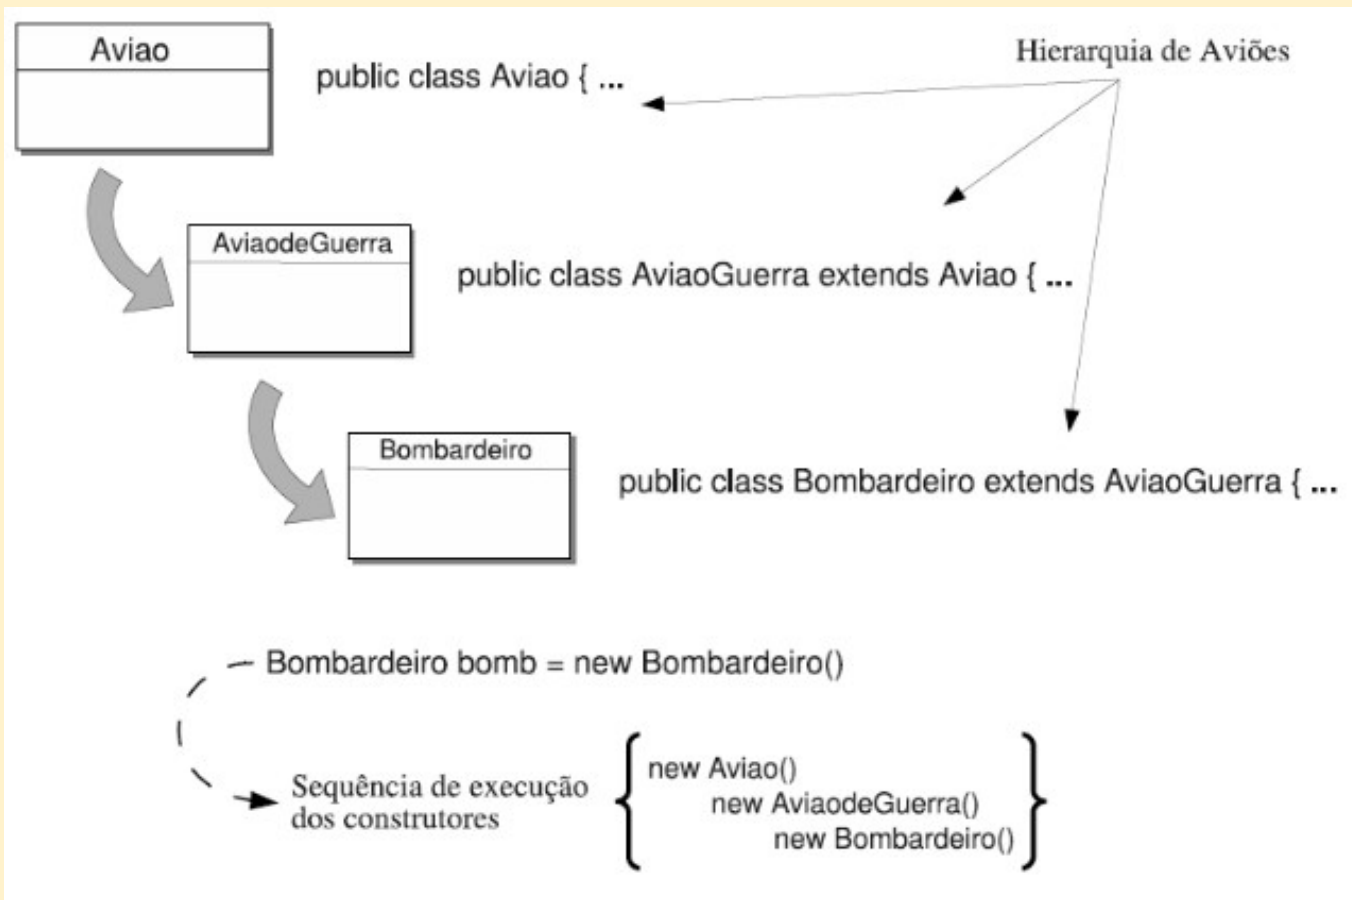 Aviao
public class Aviao { ...
Hierarquia de Aviões
AviaodeGuerra
public class AviaoGuerra extends Aviao { ...
Bombardeiro
public class Bombardeiro extends AviaoGuerra { ...
Bombardeiro bomb = new Bombardeiro()
Sequência de execução
dos construtores
{
new Aviao()
new AviaodeGuerra()
new Bombardeiro()
}